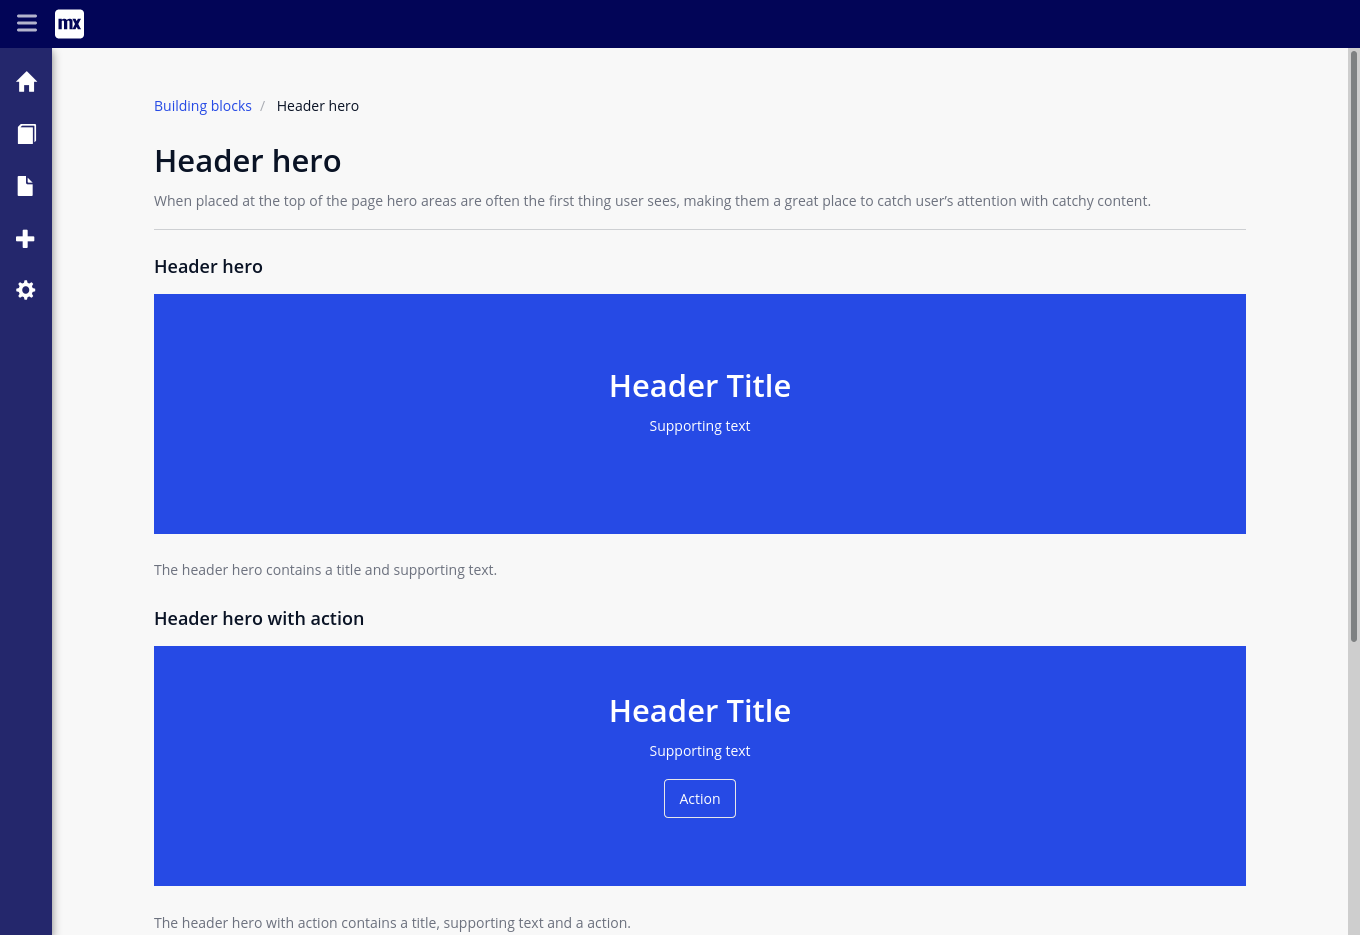 mx
Building blocks / Header hero
Header hero
When placed at the top of the page hero areas are often the first thing user sees, making them a great place to catch user's attention with catchy content.
Header hero
Header Title
Supporting text
The header hero contains a title and supporting text.
Header hero with action
Header Title
Supporting text
Action
The header hero with action contains a title, supporting text and a action.